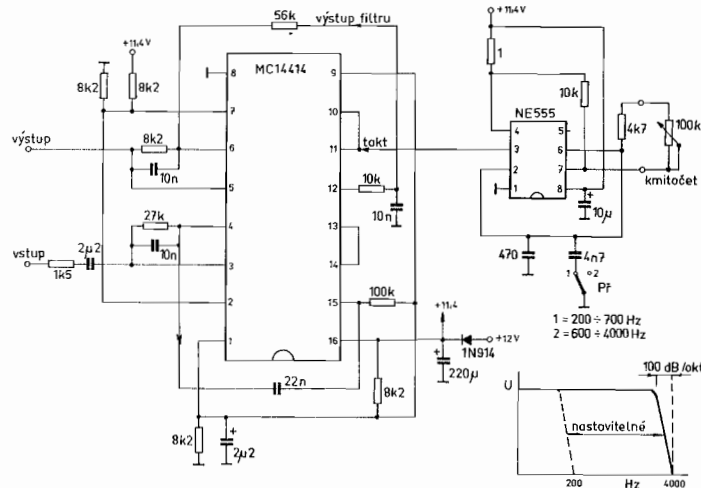 56k
výstup filtru
+11,4V
8k2
8k2
MC14414
8
9
7
10
výstup
8k2
6
11
takt
10n
5
12
10k
10n
27k
4
13
10n
vstup
1k5
2µ2
3
14
2
15
100k
1
16
22n
8k2
+11,4
1N914
+12V
220µ
8k2
2µ2
+
+
+11,4V
1
10k
NE555
4
5
3
6
2
7
1
8
4k7
100k
kmitočet
+
10µ
470
4n7
1
2
Př
1 = 200 ÷ 700 Hz
2 = 600 ÷ 4000 Hz
100 dB/okt
U
nastavitelné
200
Hz
4000